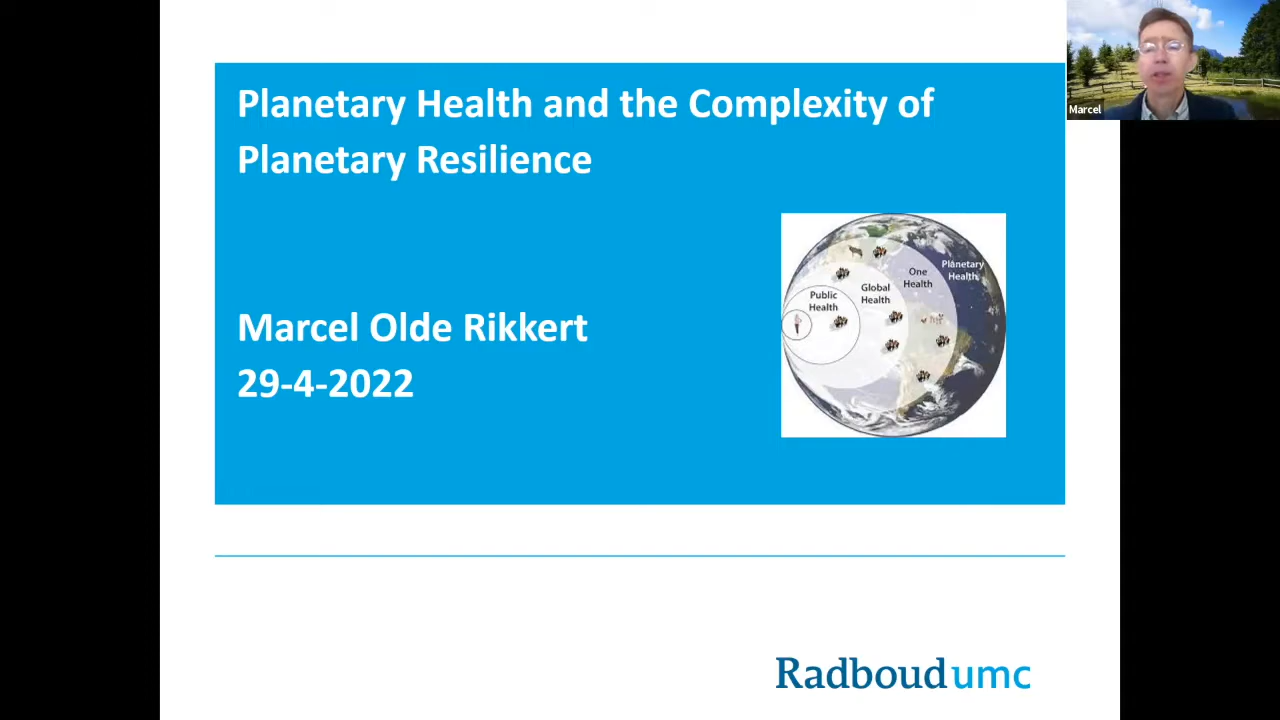 Planetary Health and the Complexity of
Planetary Resilience
Marcel Olde Rikkert
29-4-2022
Public
Health
Global
Health
One
Health
Planetary
Health
Marcel
Radboudumc